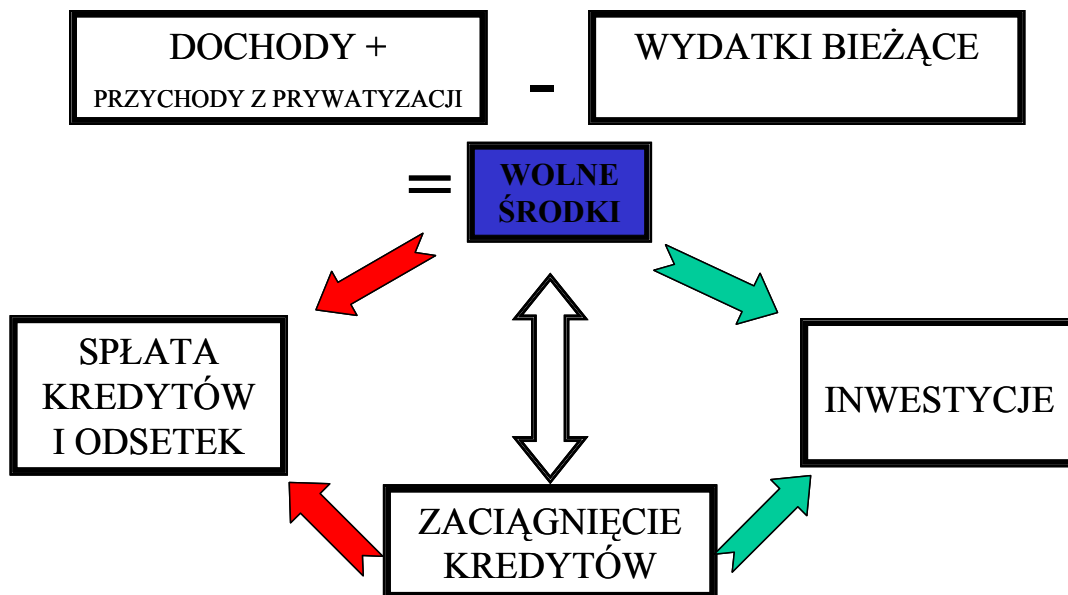 DOCHODY +
PRZYCHODY Z PRYWATYZACJI
-
WYDATKI BIEŻĄCE
=
WOLNE
ŚRODKI
SPŁATA
KREDYTÓW
I ODSETEK
INWESTYCJE
ZACIĄGNIĘCIE
KREDYTÓW